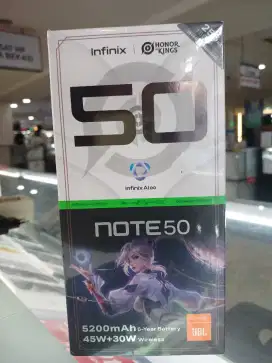 Infinix
HONOR
OF KINGS
50
Infinix AI∞
NOTE 50
5200mAh 5-Year Battery
45W+30W Wireless
JBL